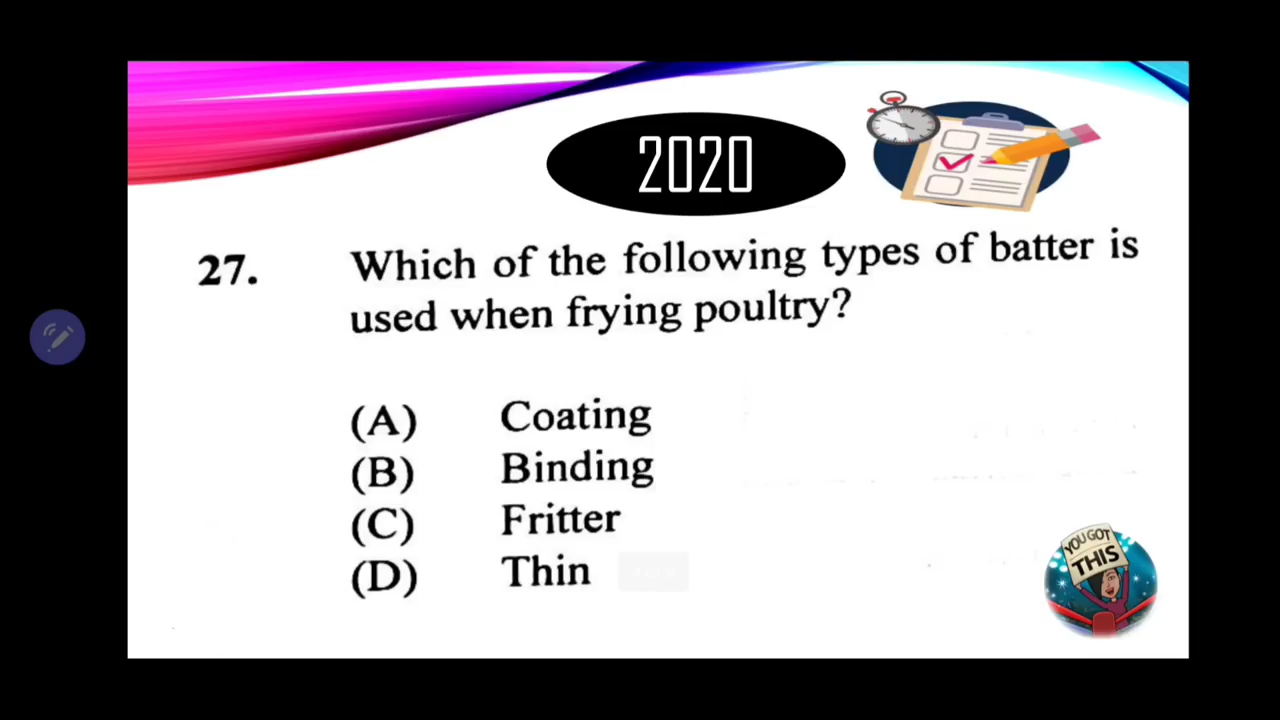 2020
27. Which of the following types of batter is
used when frying poultry?
(A) Coating
(B) Binding
(C) Fritter
(D) Thin
YOU GOT
THIS